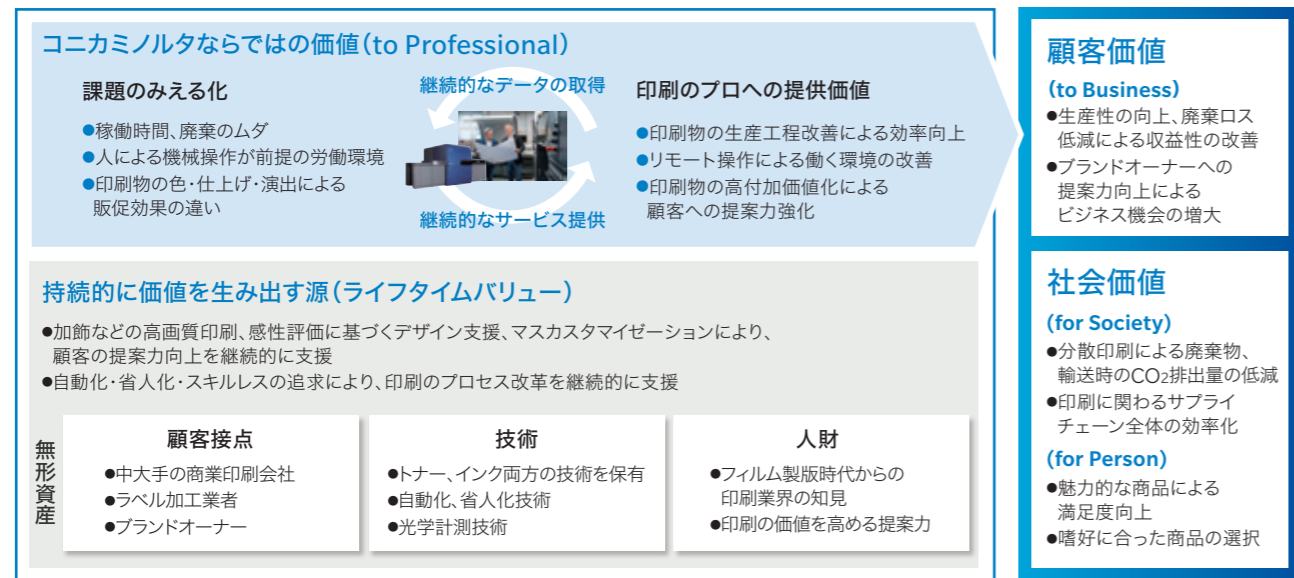 コニカミノルタならではの価値（to Professional）
課題のみえる化
●稼働時間、廃棄のムダ
●人による機械操作が前提の労働環境
●印刷物の色・仕上げ・演出による
販促効果の違い
継続的なデータの取得
継続的なサービス提供
印刷のプロへの提供価値
●印刷物の生産工程改善による効率向上
●リモート操作による働く環境の改善
●印刷物の高付加価値化による
顧客への提案力強化
持続的に価値を生み出す源（ライフタイムバリュー）
●加飾などの高画質印刷、感性評価に基づくデザイン支援、マスカスタマイゼーションにより、
顧客の提案力向上を継続的に支援
●自動化・省人化・スキルレスの追求により、印刷のプロセス改革を継続的に支援
無形資産
顧客接点
●中大手の商業印刷会社
●ラベル加工業者
●ブランドオーナー
技術
●トナー、インク両方の技術を保有
●自動化、省人化技術
●光学計測技術
人財
●フィルム製版時代からの
印刷業界の知見
●印刷の価値を高める提案力
顧客価値
（to Business）
●生産性の向上、廃棄ロス
低減による収益性の改善
●ブランドオーナーへの
提案力向上による
ビジネス機会の増大
社会価値
（for Society）
●分散印刷による廃棄物、
輸送時のCO2排出量の低減
●印刷に関わるサプライ
チェーン全体の効率化
（for Person）
●魅力的な商品による
満足度向上
●嗜好に合った商品の選択